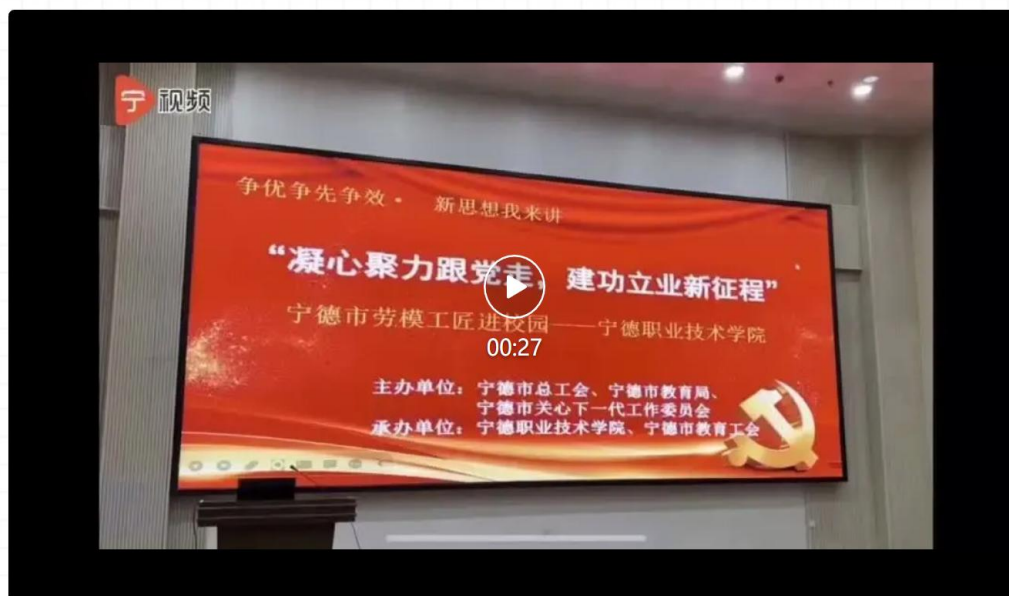 宁视频
争优争先争效· 新思想我来讲
“凝心聚力跟党走，建功立业新征程”
宁德市劳模工匠进校园——宁德职业技术学院
00:27
主办单位：宁德市总工会、宁德市教育局、
宁德市关心下一代工作委员会
承办单位：宁德职业技术学院、宁德市教育工会